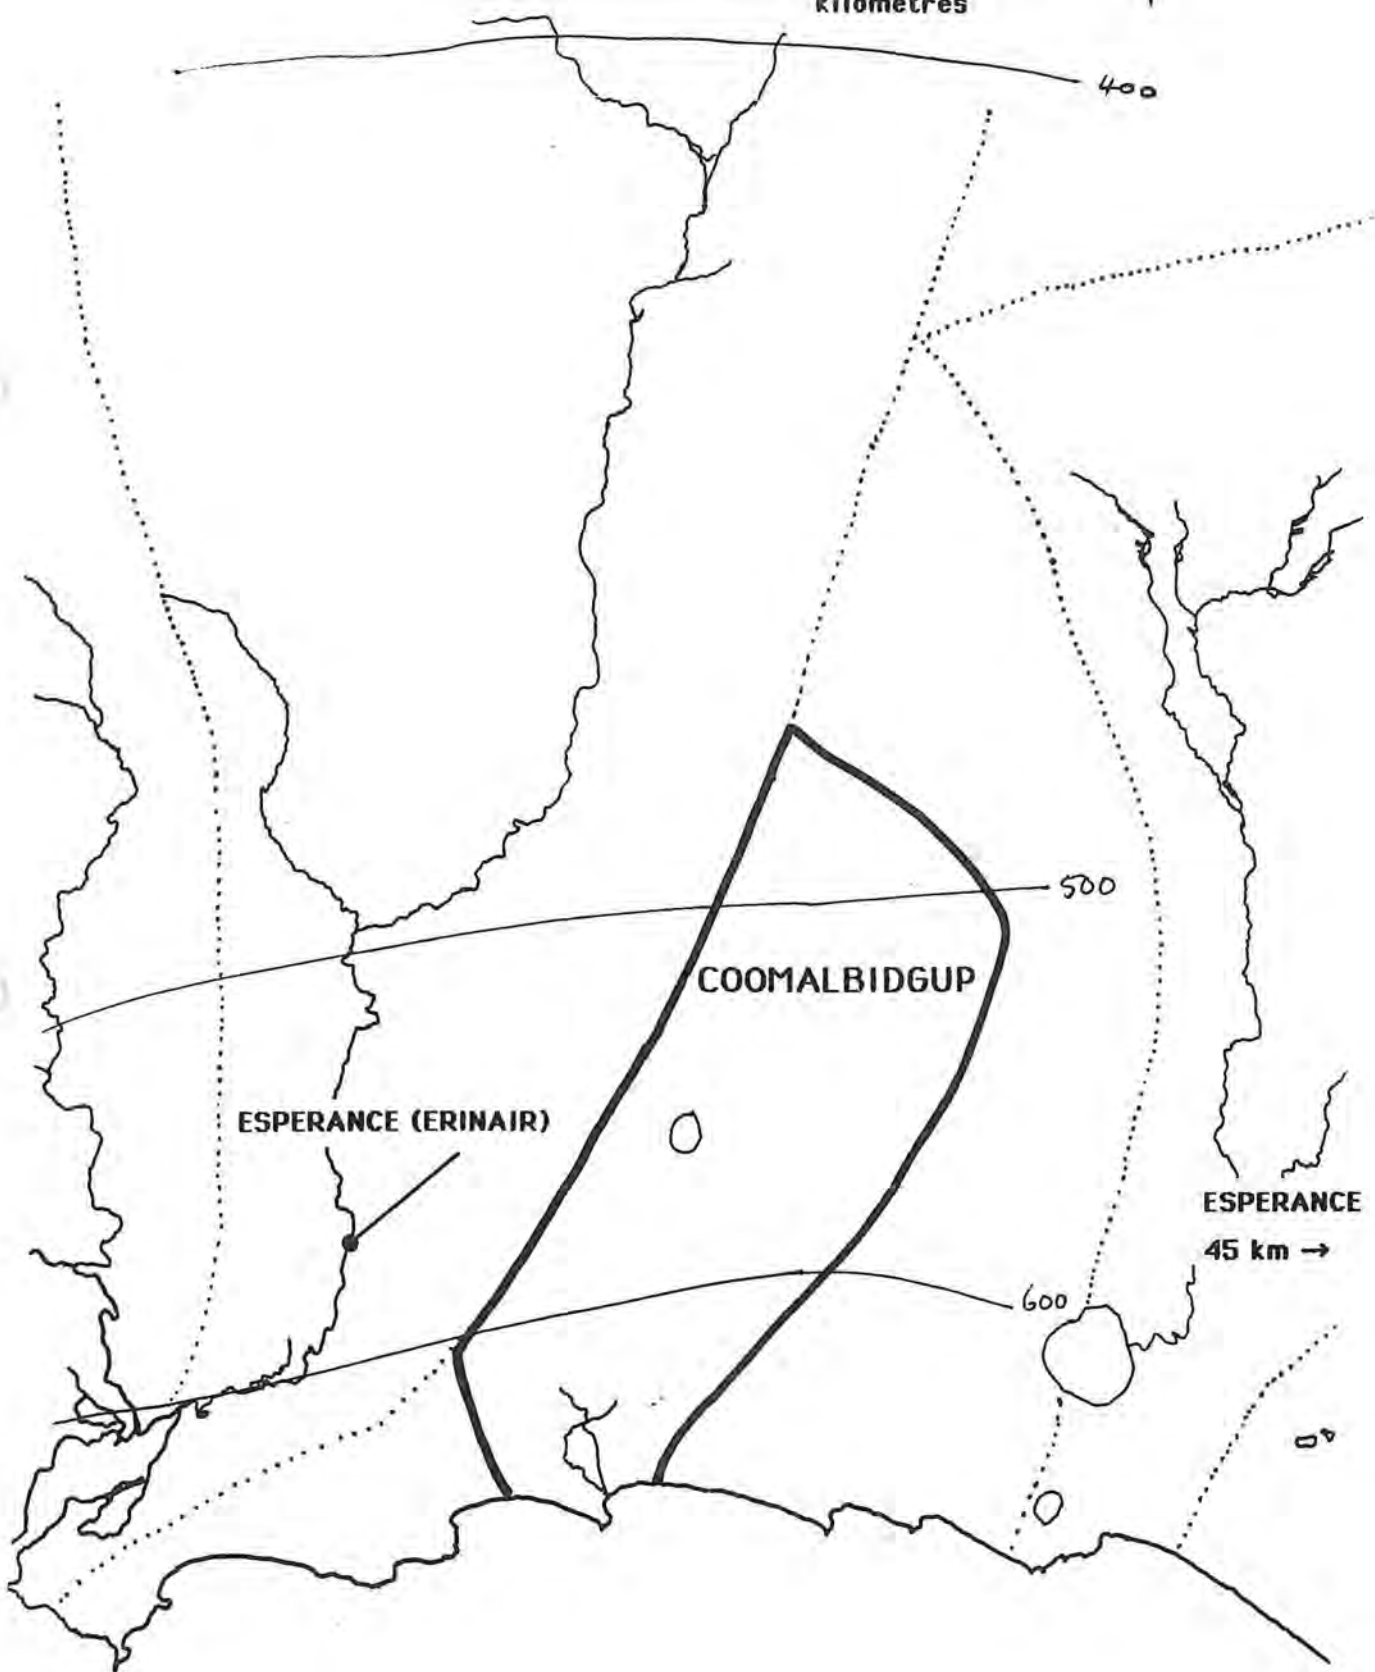 kilometres
400
500
COOMALBIDGUP
ESPERANCE (ERINAIR)
ESPERANCE
45 km →
600